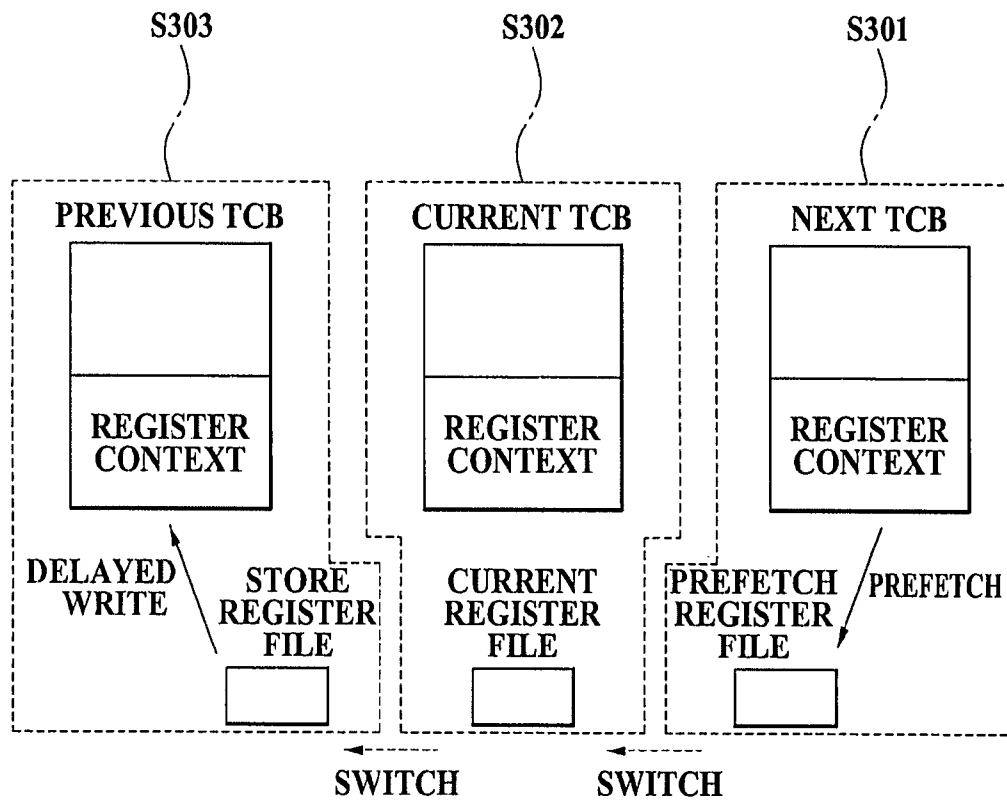 S303
S302
S301
PREVIOUS TCB
CURRENT TCB
NEXT TCB
REGISTER
CONTEXT
REGISTER
CONTEXT
REGISTER
CONTEXT
DELAYED
WRITE
STORE
REGISTER
FILE
CURRENT
REGISTER
FILE
PREFETCH
REGISTER
FILE
PREFETCH
SWITCH
SWITCH